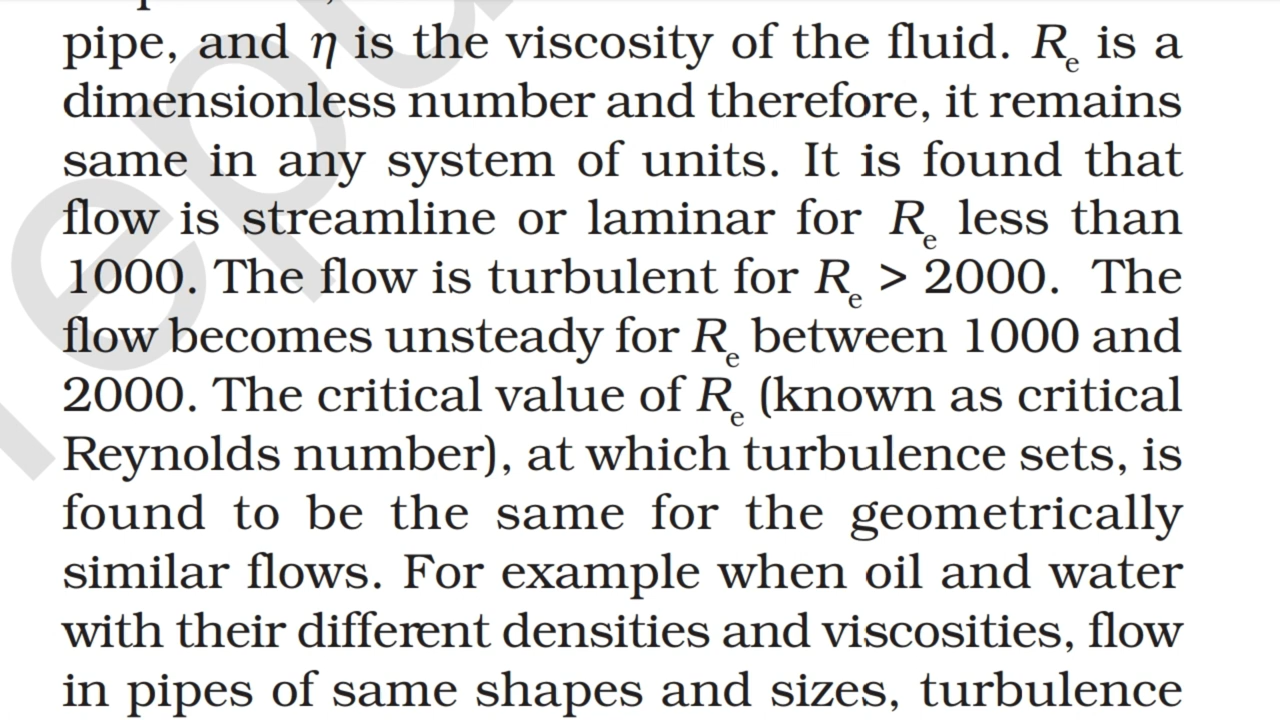 pipe, and η is the viscosity of the fluid. Re is a
dimensionless number and therefore, it remains
same in any system of units. It is found that
flow is streamline or laminar for Re less than
1000. The flow is turbulent for Re > 2000. The
flow becomes unsteady for Re between 1000 and
2000. The critical value of Re (known as critical
Reynolds number), at which turbulence sets, is
found to be the same for the geometrically
similar flows. For example when oil and water
with their different densities and viscosities, flow
in pipes of same shapes and sizes, turbulence